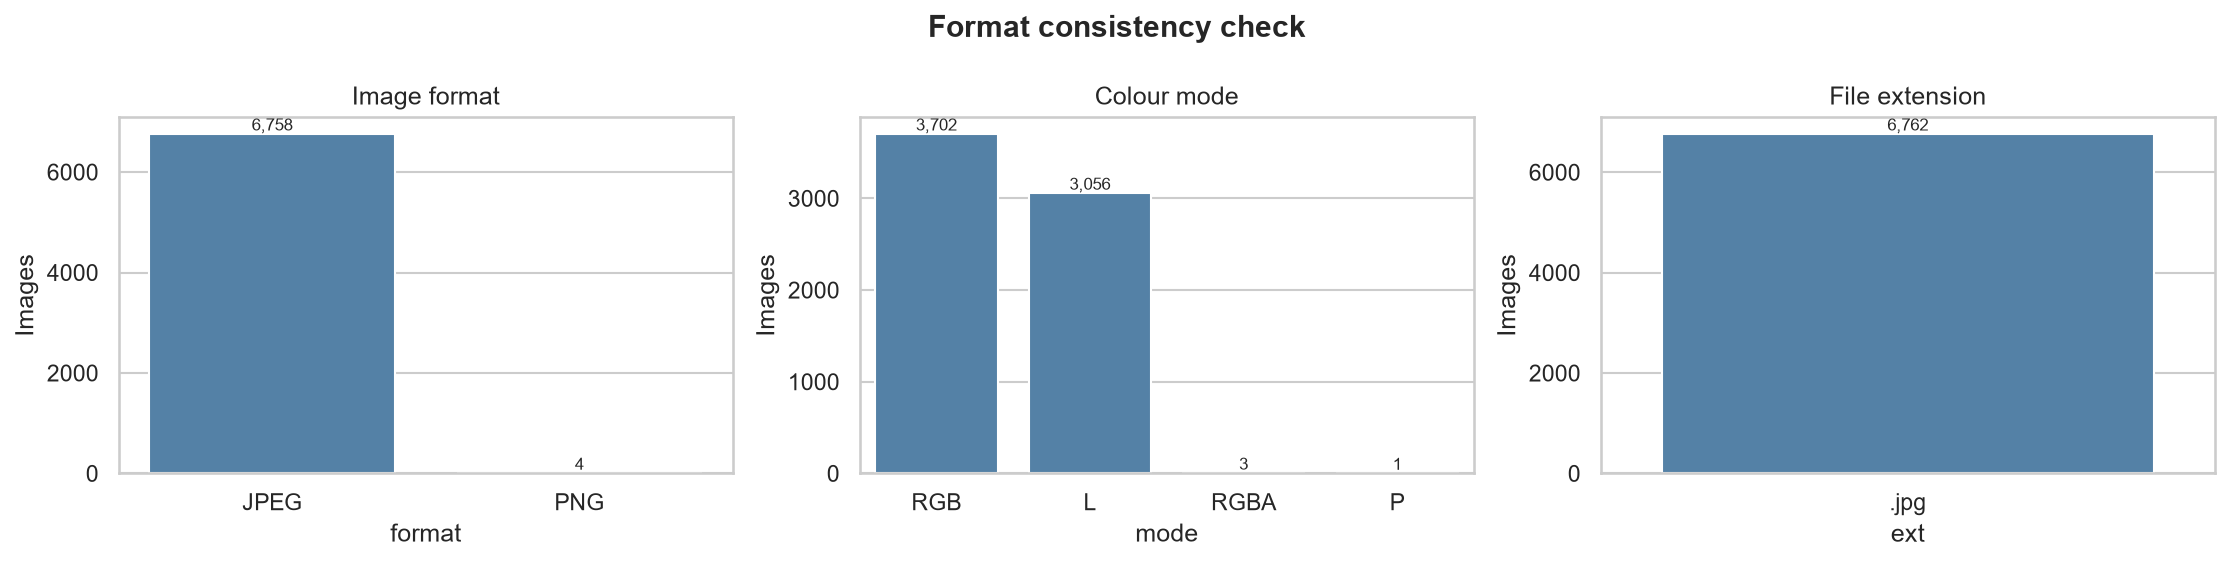 Format consistency check
Image format
6,758
6000
4000
2000
0
4
Images
JPEG
PNG
format
Colour mode
3,702
3,056
3000
2000
1000
0
3
1
Images
RGB
L
RGBA
P
mode
File extension
6,762
6000
4000
2000
0
Images
.jpg
ext